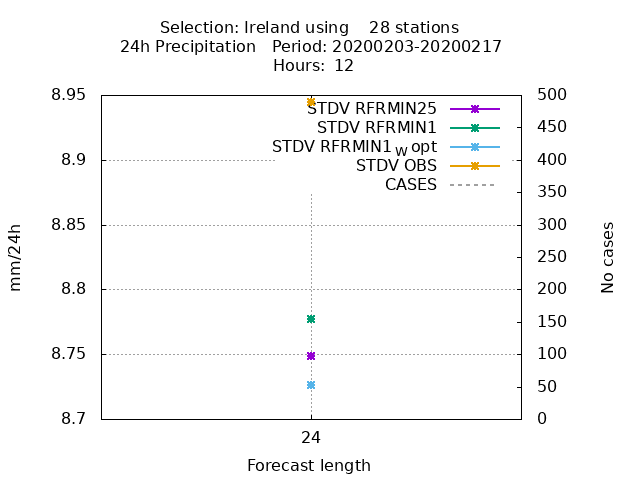 Selection: Ireland using    28 stations
24h Precipitation   Period: 20200203-20200217
Hours:  12
8.95
8.9
8.85
8.8
8.75
8.7
500
450
400
350
300
250
200
150
100
50
0
STDV RFRMIN25
STDV RFRMIN1
STDV RFRMIN1_w opt
STDV OBS
CASES
mm/24h
No cases
24
Forecast length